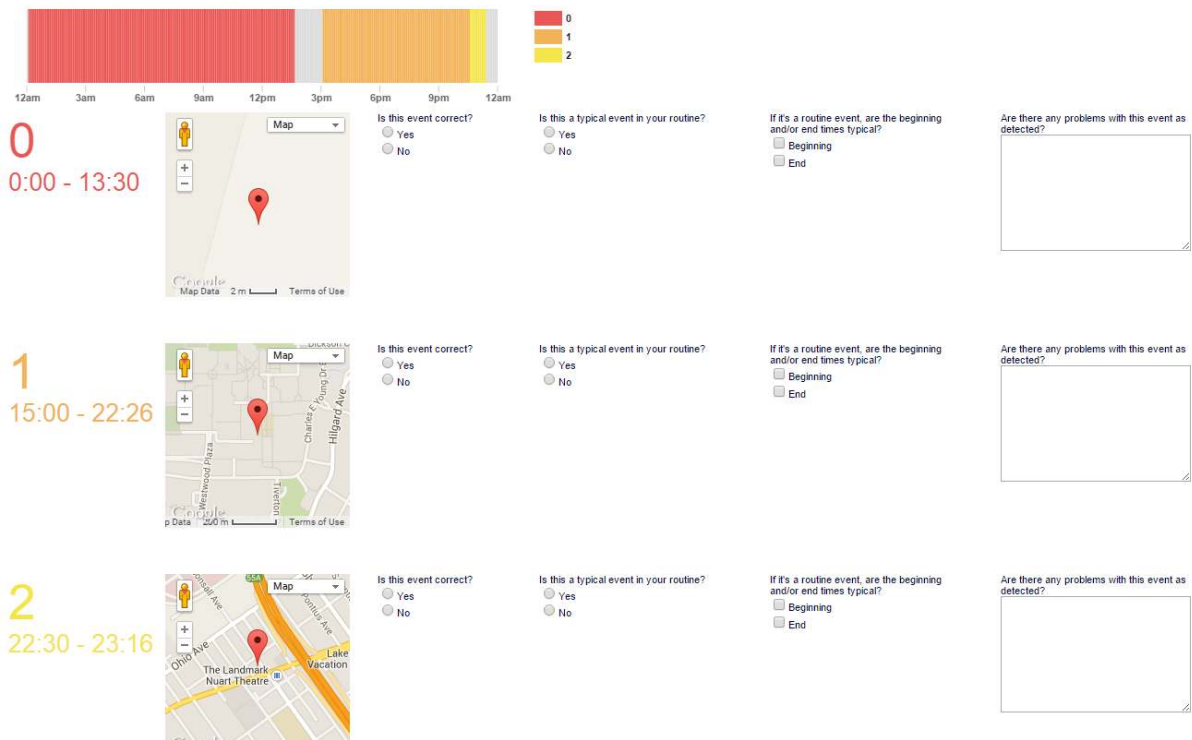 0
1
2
12am 3am 6am 9am 12pm 3pm 6pm 9pm 12am
0
0:00 - 13:30
Map
+
−
Google
Map Data 2 m Terms of Use
Is this event correct?
Yes
No
Is this a typical event in your routine?
Yes
No
If it's a routine event, are the beginning
and/or end times typical?
Beginning
End
Are there any problems with this event as
detected?
1
15:00 - 22:26
Map
+
−
Charles E Young Dr E
Hilgard Ave
Westwood Plaza
Tiverton
Google
p Data 200 m Terms of Use
Is this event correct?
Yes
No
Is this a typical event in your routine?
Yes
No
If it's a routine event, are the beginning
and/or end times typical?
Beginning
End
Are there any problems with this event as
detected?
2
22:30 - 23:16
Map
+
−
Pontius Ave
Ohio Ave
The Landmark
Nuart Theatre
Lake
Vacation
Google
Is this event correct?
Yes
No
Is this a typical event in your routine?
Yes
No
If it's a routine event, are the beginning
and/or end times typical?
Beginning
End
Are there any problems with this event as
detected?